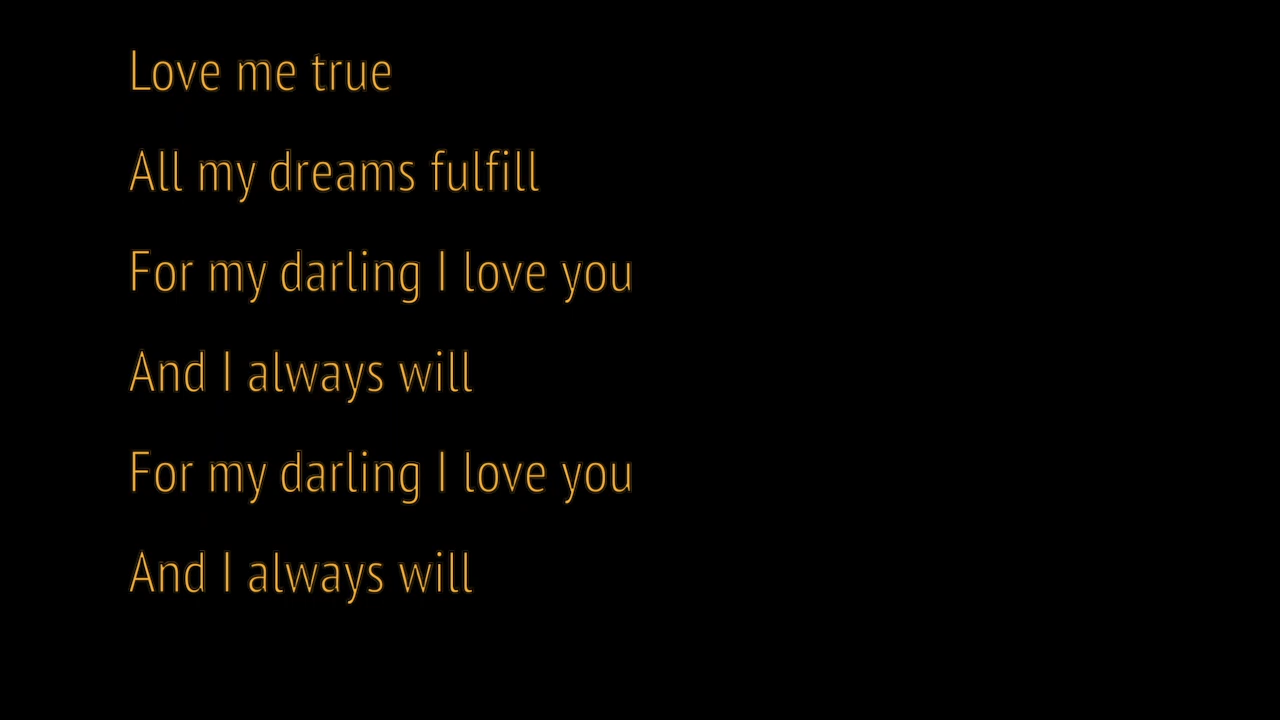 Love me true
All my dreams fulfill
For my darling I love you
And I always will
For my darling I love you
And I always will